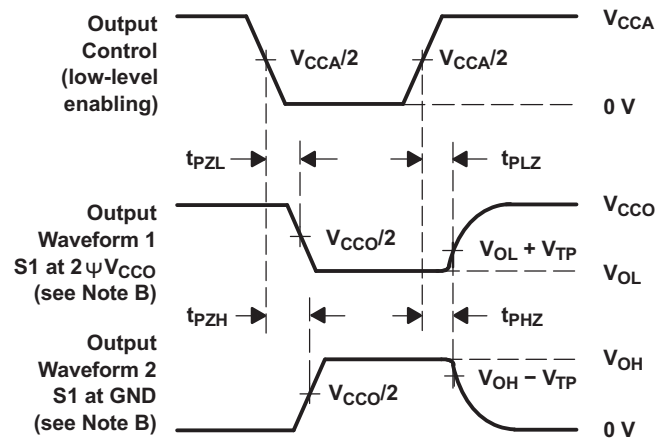 Output
Control
(low-level
enabling)
VCCA/2
VCCA/2
VCCA
0 V
tPZL
tPLZ
Output
Waveform 1
S1 at 2 ψ VCCO
(see Note B)
VCCO/2
VOL + VTP
VCCO
VOL
tPZH
tPHZ
Output
Waveform 2
S1 at GND
(see Note B)
VCCO/2
VOH − VTP
VOH
0 V